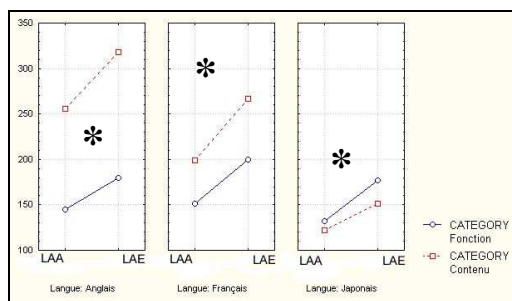 350
300
250
200
150
100
LAA LAE LAA LAE LAA LAE
Langue: Anglais Langue: Français Langue: Japonais
CATEGORY
Fonction
CATEGORY
Contenu